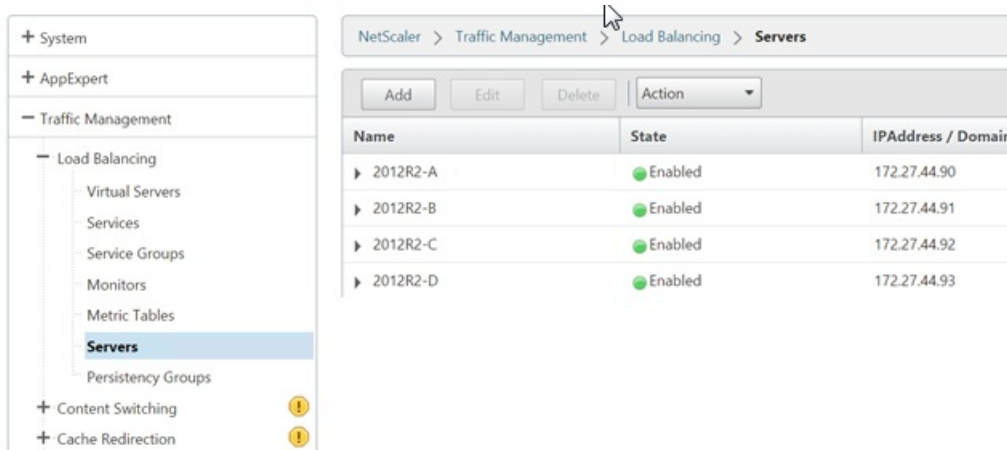 + System
+ AppExpert
− Traffic Management
− Load Balancing
Virtual Servers
Services
Service Groups
Monitors
Metric Tables
Servers
Persistency Groups
+ Content Switching !
+ Cache Redirection !
NetScaler > Traffic Management > Load Balancing > Servers
Add Edit Delete Action
Name State IPAddress / Domain
2012R2-A Enabled 172.27.44.90
2012R2-B Enabled 172.27.44.91
2012R2-C Enabled 172.27.44.92
2012R2-D Enabled 172.27.44.93